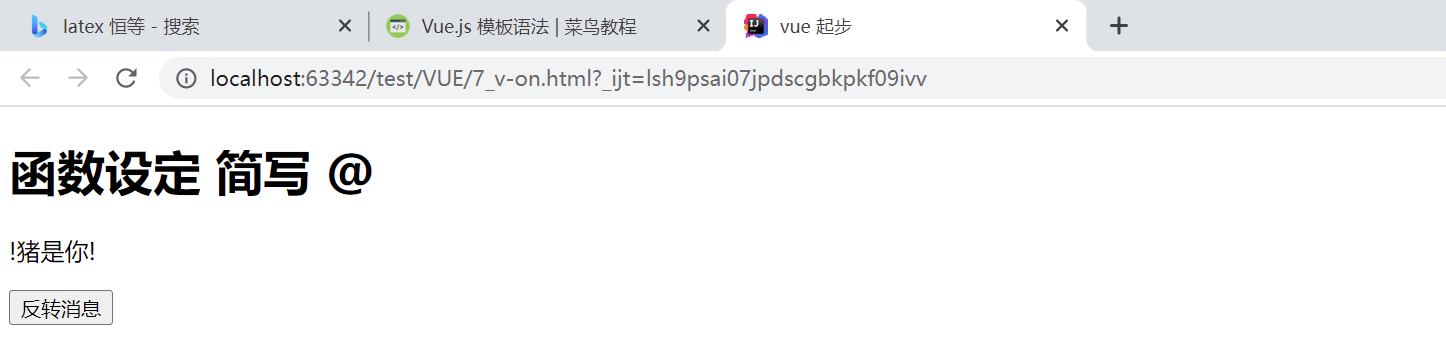 latex 恒等 - 搜索
Vue.js 模板语法 | 菜鸟教程
vue 起步
localhost:63342/test/VUE/7_v-on.html?_ijt=lsh9psai07jpdscgbkpkf09ivv
函数设定 简写 @
!猪是你!
反转消息